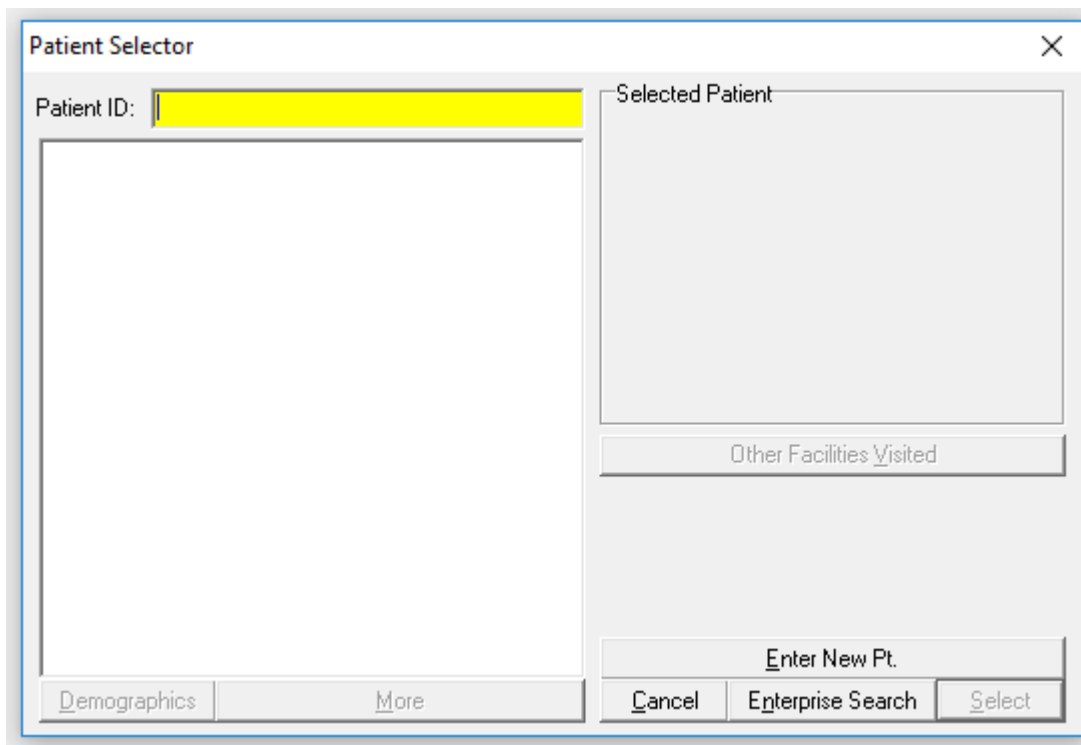 Patient Selector
Patient ID:
Selected Patient
Other Facilities Visited
Enter New Pt.
Demographics
More
Cancel
Enterprise Search
Select